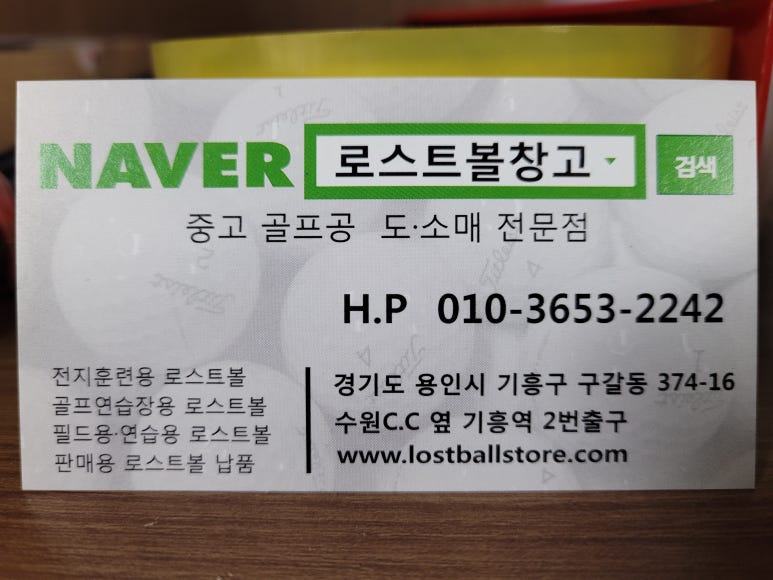 NAVER 로스트볼창고 검색
중고 골프공 도·소매 전문점
H.P 010-3653-2242
전지훈련용 로스트볼
골프연습장용 로스트볼
필드용·연습용 로스트볼
판매용 로스트볼 납품
경기도 용인시 기흥구 구갈동 374-16
수원C.C 옆 기흥역 2번출구
www.lostballstore.com
Titleist
Titleist
Titleist